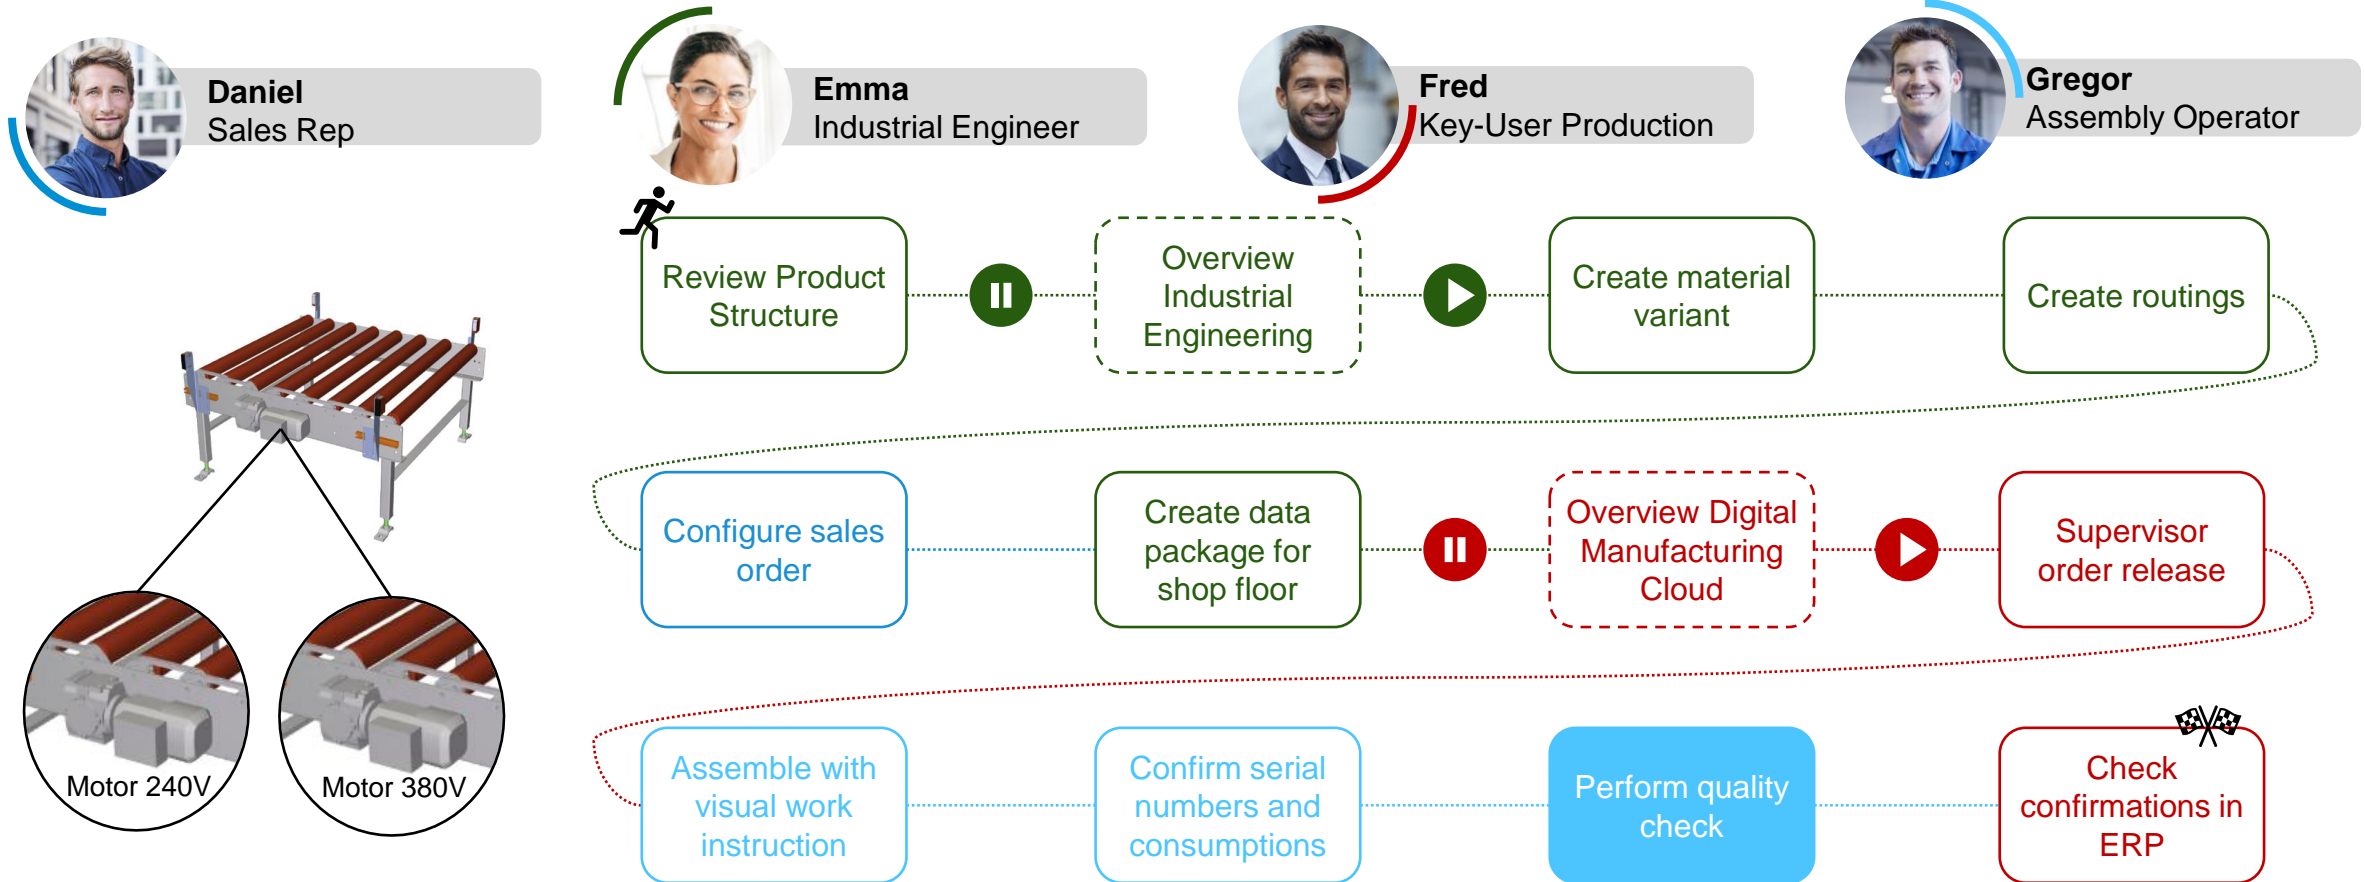 Daniel
Sales Rep
Emma
Industrial Engineer
Fred
Key-User Production
Gregor
Assembly Operator
Review Product
Structure
Overview
Industrial
Engineering
Create material
variant
Create routings
Configure sales
order
Create data
package for
shop floor
Overview Digital
Manufacturing
Cloud
Supervisor
order release
Motor 240V
Motor 380V
Assemble with
visual work
instruction
Confirm serial
numbers and
consumptions
Perform quality
check
Check
confirmations in
ERP